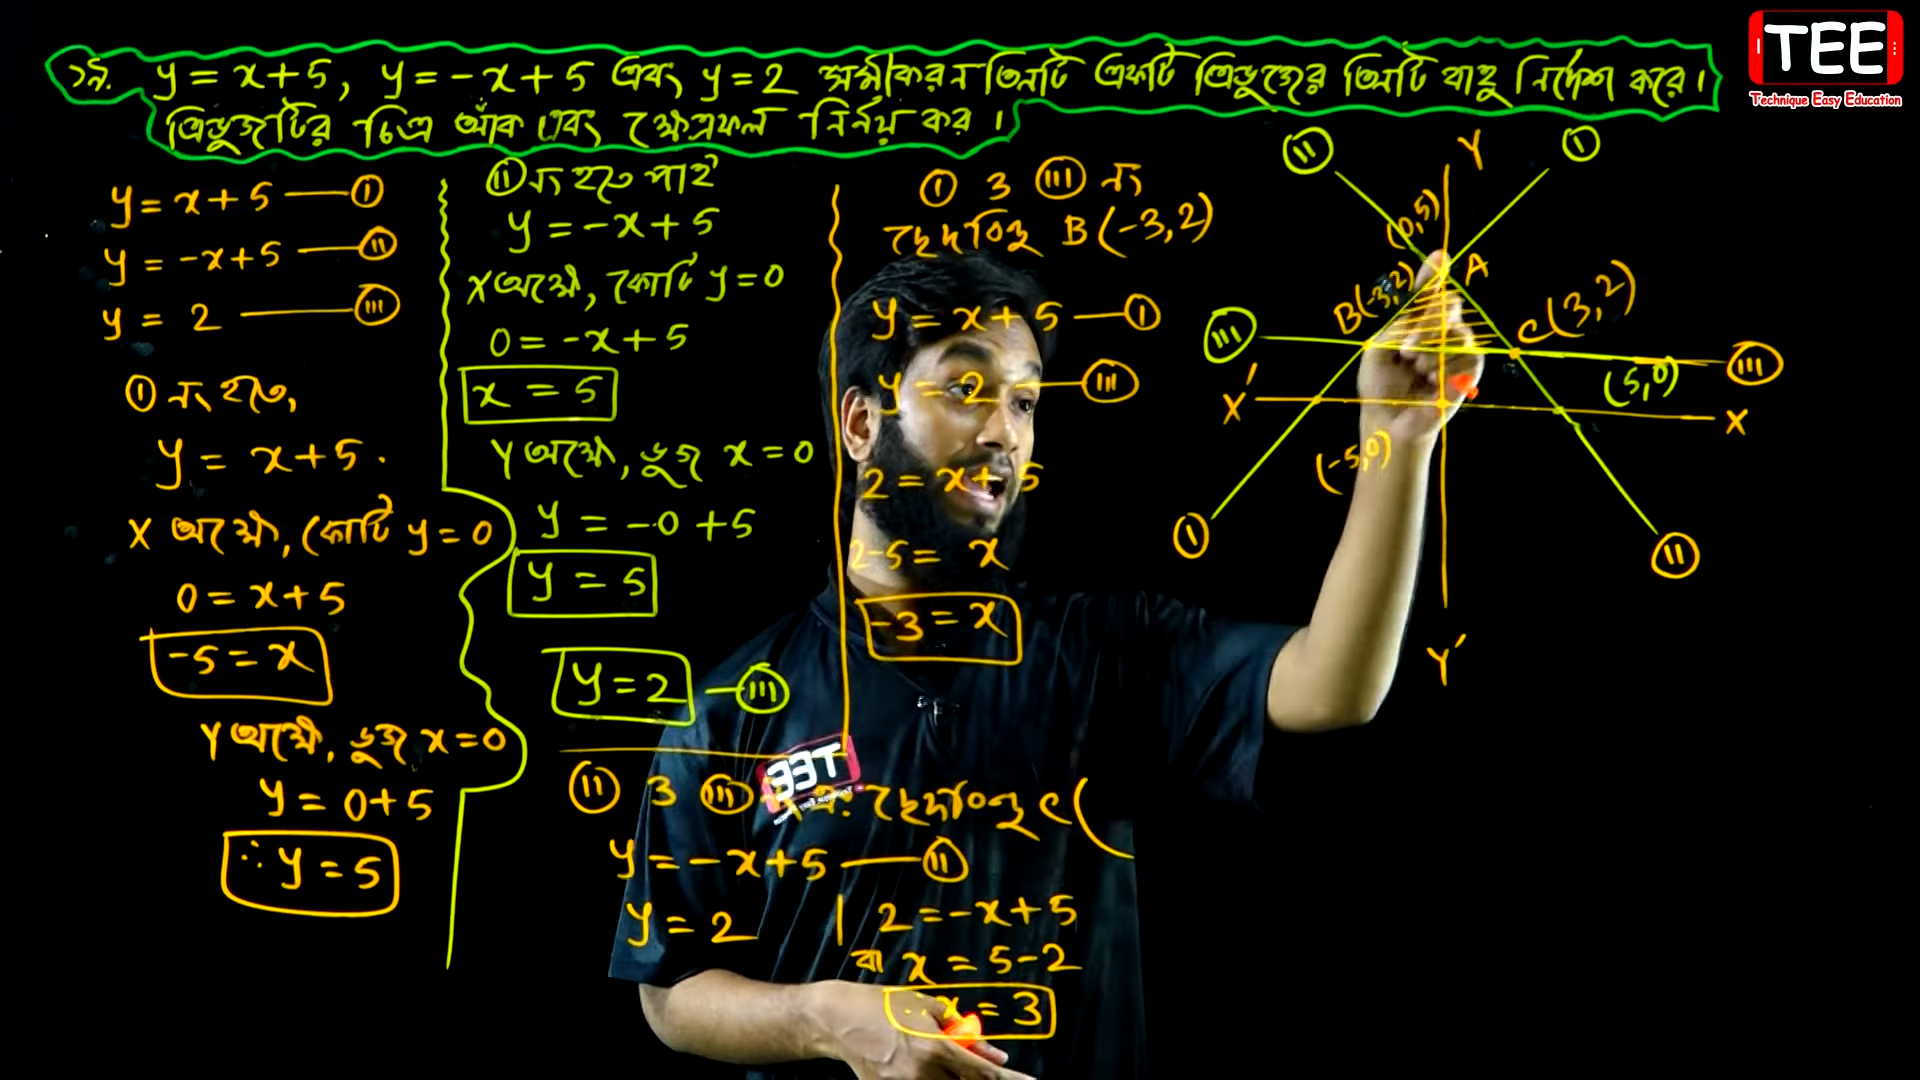 ১৯. y = x+5, y = -x+5 এবং y=2 সমীকরন তিনটি একটি ত্রিভুজের তিনটি বাহু নির্দেশ করে।
ত্রিভুজটির চিত্র আঁক এবং ক্ষেত্রফল নির্নয় কর।
TEE
Technique Easy Education
y = x+5 — (I)
y = -x+5 — (II)
y = 2 — (III)
(I) নং হতে,
y = x+5.
X অক্ষে, কোটি y=0
0 = x+5
-5 = x
Y অক্ষে, ভুজ x=0
y = 0+5
∴ y = 5
(II) নং হতে পাই
y = -x+5
X অক্ষে, কোটি y=0
0 = -x+5
x = 5
Y অক্ষে, ভুজ x=0
y = -0+5
y = 5
y=2 — (III)
(I) ও (III) নং
ছেদবিন্দু B(-3,2)
y = x+5 — (I)
y = 2 — (III)
2 = x+5
2-5 = x
-3 = x
(II) ও (III) ছেদবিন্দু C(
y = -x+5 — (II)
y = 2 | 2 = -x+5
বা x = 5-2
∴ x = 3
TEE
(II)
Y
(I)
(0,5)
A
B(-3,2)
C(3,2)
(III)
(III)
(5,0)
X'
X
(-5,0)
(I)
(II)
Y'